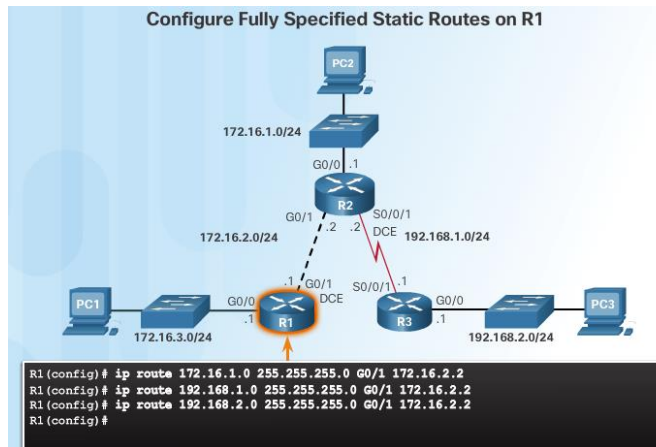 Configure Fully Specified Static Routes on R1
PC2
172.16.1.0/24
G0/0 .1
R2
G0/1
S0/0/1
.2 .2
DCE
172.16.2.0/24
192.168.1.0/24
.1
G0/1
DCE
S0/0/1
.1
PC1
G0/0
.1
R1
172.16.3.0/24
R3
G0/0
.1
PC3
192.168.2.0/24
R1(config)# ip route 172.16.1.0 255.255.255.0 G0/1 172.16.2.2
R1(config)# ip route 192.168.1.0 255.255.255.0 G0/1 172.16.2.2
R1(config)# ip route 192.168.2.0 255.255.255.0 G0/1 172.16.2.2
R1(config)#